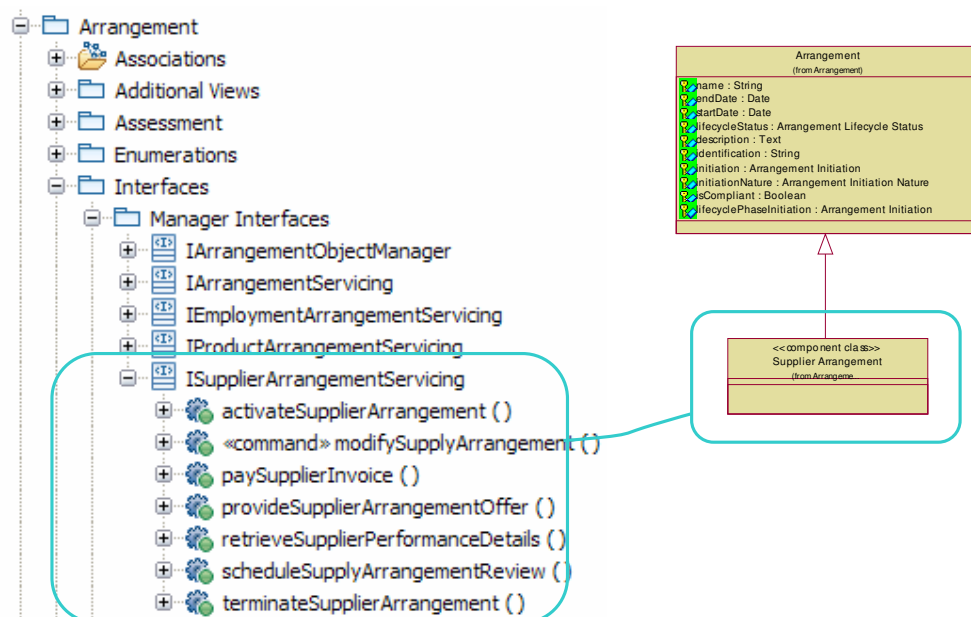 Arrangement
Associations
Additional Views
Assessment
Enumerations
Interfaces
Manager Interfaces
IArrangementObjectManager
IArrangementServicing
IEmploymentArrangementServicing
IProductArrangementServicing
ISupplierArrangementServicing
activateSupplierArrangement ()
«command» modifySupplyArrangement ()
paySupplierInvoice ()
provideSupplierArrangementOffer ()
retrieveSupplierPerformanceDetails ()
scheduleSupplyArrangementReview ()
terminateSupplierArrangement ()
Arrangement
(from Arrangement)
name : String
endDate : Date
startDate : Date
lifecycleStatus : Arrangement Lifecycle Status
description : Text
identification : String
initiation : Arrangement Initiation
initiationNature : Arrangement Initiation Nature
isCompliant : Boolean
lifecyclePhaseInitiation : Arrangement Initiation
<<component class>>
Supplier Arrangement
(from Arrangeme...